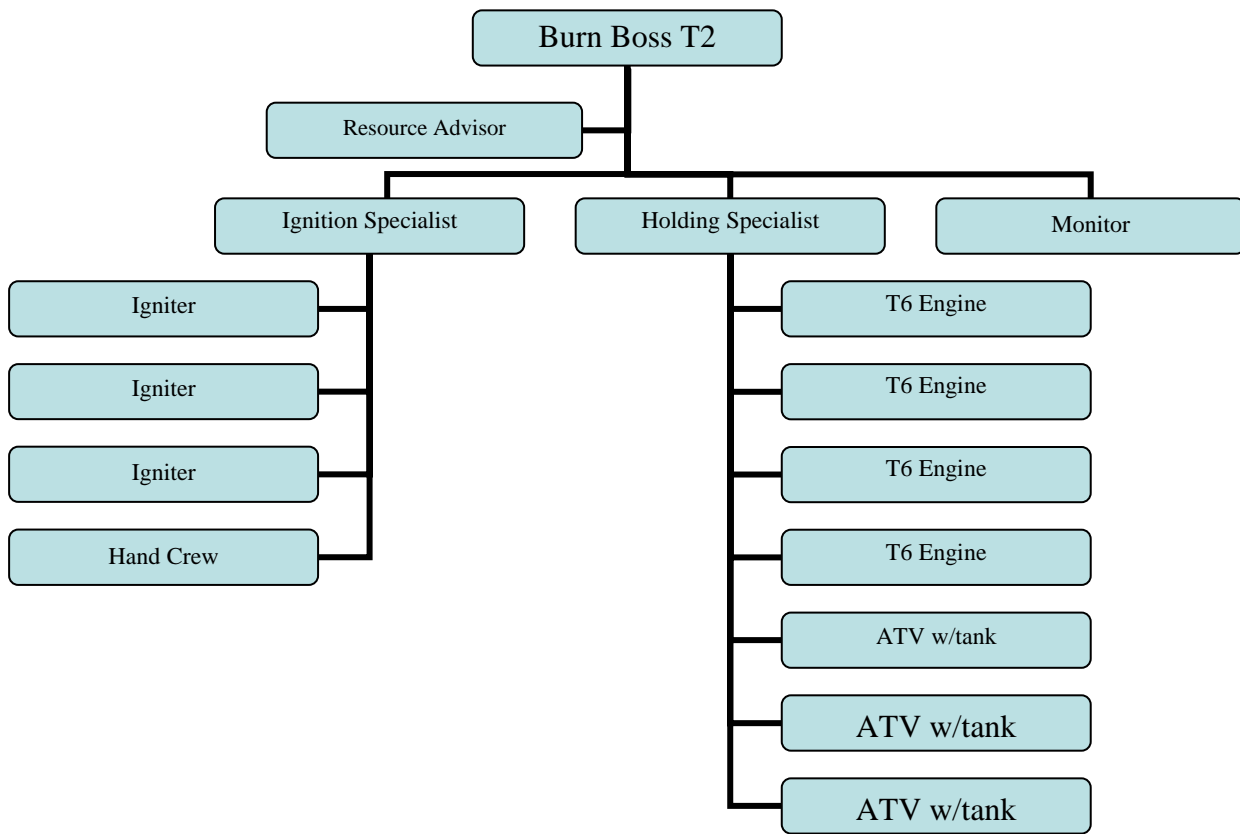 Burn Boss T2
Resource Advisor
Ignition Specialist
Holding Specialist
Monitor
Igniter
Igniter
Igniter
Hand Crew
T6 Engine
T6 Engine
T6 Engine
T6 Engine
ATV w/tank
ATV w/tank
ATV w/tank